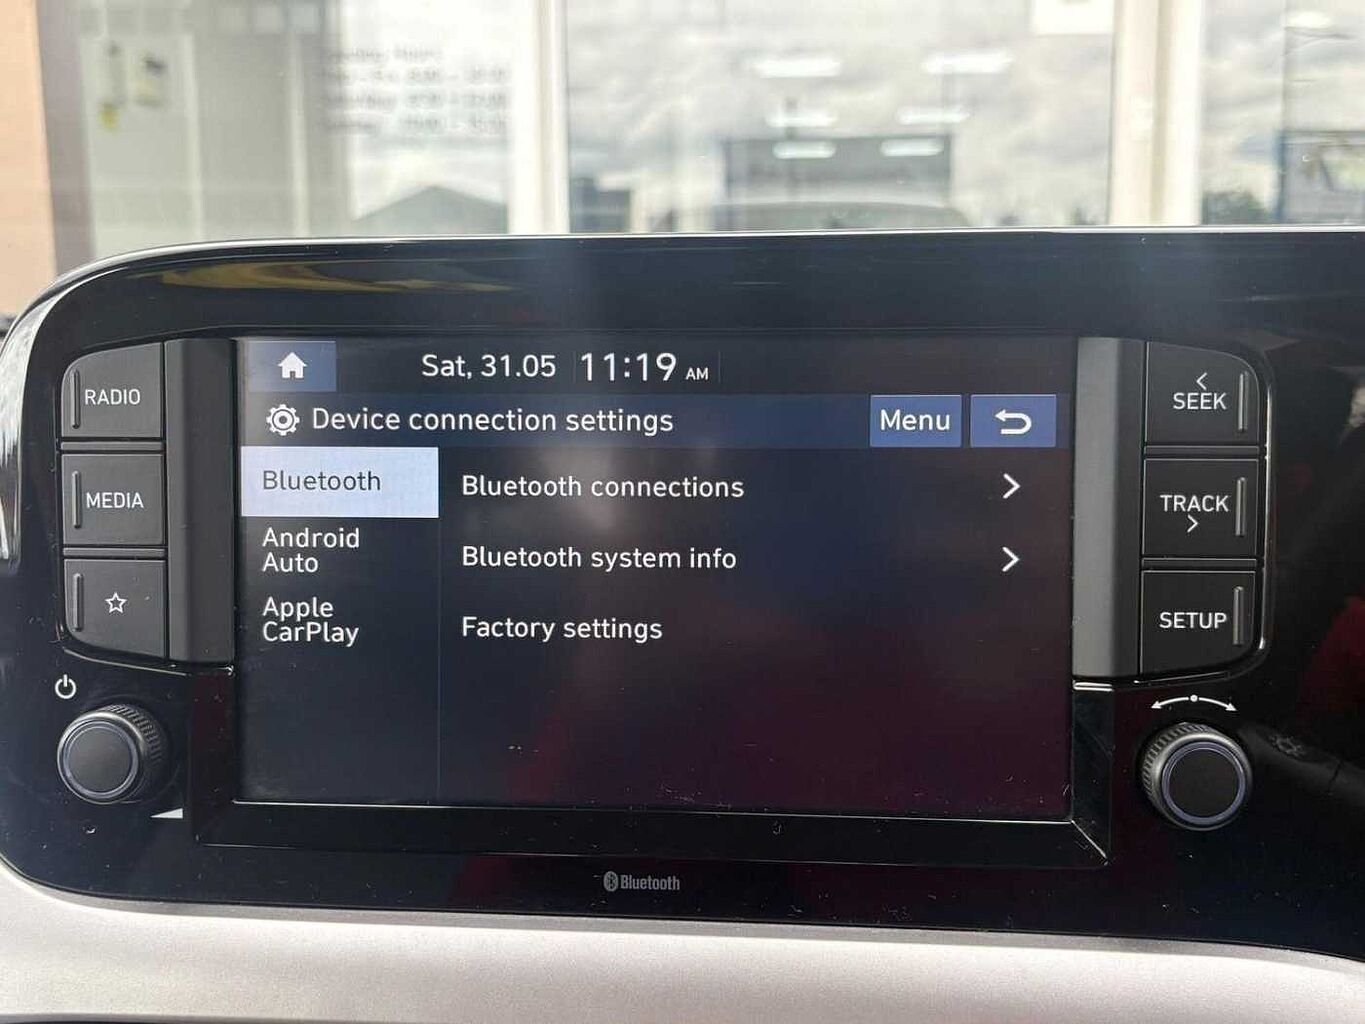 RADIO
MEDIA
Sat, 31.05 11:19 AM
Device connection settings
Menu
Bluetooth
Android
Auto
Apple
CarPlay
Bluetooth connections
Bluetooth system info
Factory settings
SEEK
TRACK
SETUP
Bluetooth